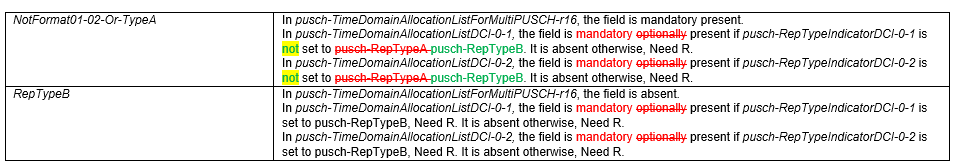 NotFormat01-02-Or-TypeA
In pusch-TimeDomainAllocationListForMultiPUSCH-r16, the field is mandatory present.
In pusch-TimeDomainAllocationListDCI-0-1, the field is mandatory optionally present if pusch-RepTypeIndicatorDCI-0-1 is
not set to pusch-RepTypeA pusch-RepTypeB. It is absent otherwise, Need R.
In pusch-TimeDomainAllocationListDCI-0-2, the field is mandatory optionally present if pusch-RepTypeIndicatorDCI-0-2 is
not set to pusch-RepTypeA pusch-RepTypeB. It is absent otherwise, Need R.
RepTypeB
In pusch-TimeDomainAllocationListForMultiPUSCH-r16, the field is absent.
In pusch-TimeDomainAllocationListDCI-0-1, the field is mandatory optionally present if pusch-RepTypeIndicatorDCI-0-1 is
set to pusch-RepTypeB, Need R. It is absent otherwise, Need R.
In pusch-TimeDomainAllocationListDCI-0-2, the field is mandatory optionally present if pusch-RepTypeIndicatorDCI-0-2 is
set to pusch-RepTypeB, Need R. It is absent otherwise, Need R.